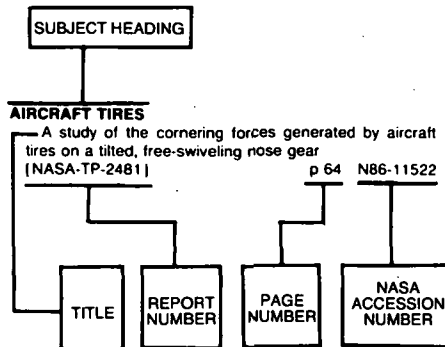 SUBJECT HEADING
AIRCRAFT TIRES
A study of the cornering forces generated by aircraft
tires on a tilted, free-swiveling nose gear
[NASA-TP-2481] p 64 N86-11522
TITLE
REPORT
NUMBER
PAGE
NUMBER
NASA
ACCESSION
NUMBER